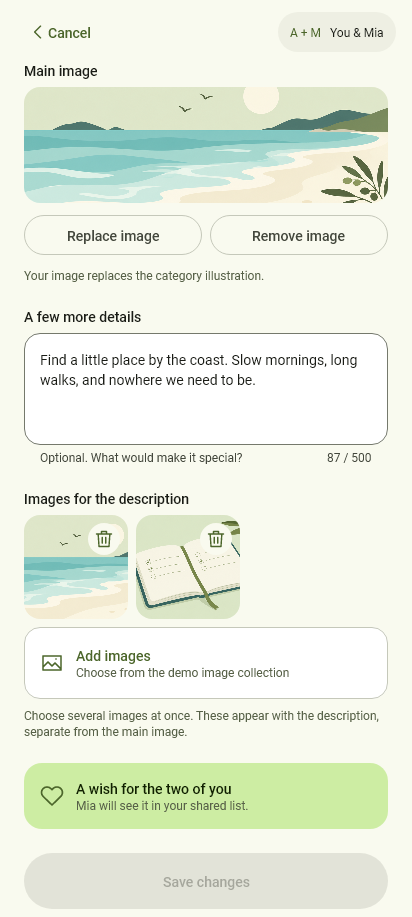 Cancel
A + M You & Mia
Main image
Replace image
Remove image
Your image replaces the category illustration.
A few more details
Find a little place by the coast. Slow mornings, long
walks, and nowhere we need to be.
Optional. What would make it special?
87 / 500
Images for the description
Add images
Choose from the demo image collection
Choose several images at once. These appear with the description,
separate from the main image.
A wish for the two of you
Mia will see it in your shared list.
Save changes